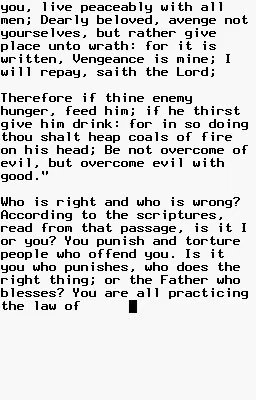 you, live peaceably with all
men; Dearly beloved, avenge not
yourselves, but rather give
place unto wrath: for it is
written, Vengeance is mine; I
will repay, saith the Lord;
Therefore if thine enemy
hunger, feed him; if he thirst
give him drink: for in so doing
thou shalt heap coals of fire
on his head; Be not overcome of
evil, but overcome evil with
good."
Who is right and who is wrong?
According to the scriptures,
read from that passage, is it I
or you? You punish and torture
people who offend you. Is it
you who punishes, who does the
right thing; or the Father who
blesses? You are all practicing
the law of